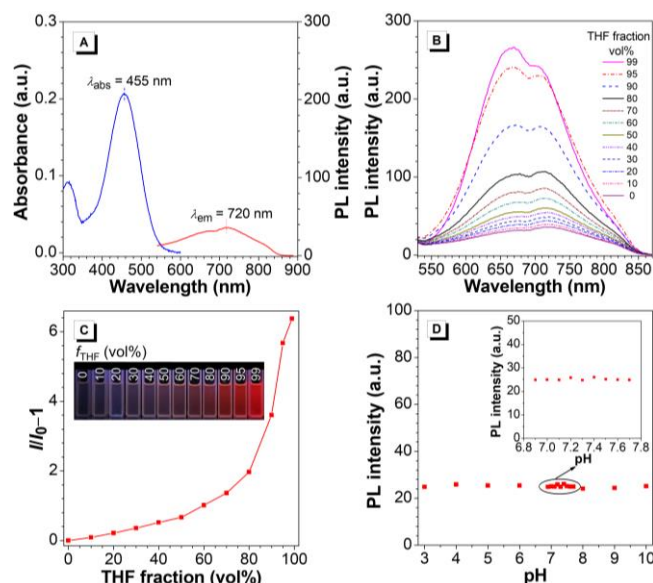 A
λabs = 455 nm
λem = 720 nm
Absorbance (a.u.)
0.3
0.2
0.1
0.0
PL intensity (a.u.)
300
200
100
0
300 400 500 600 700 800 900
Wavelength (nm)
B
THF fraction
vol%
99
95
90
80
70
60
50
40
30
20
10
0
PL intensity (a.u.)
300
250
200
150
100
50
0
550 600 650 700 750 800 850
Wavelength (nm)
C
fTHF (vol%)
0 10 20 30 40 50 60 70 80 90 95 99
I/I0–1
6
4
2
0
0 20 40 60 80 100
THF fraction (vol%)
D
PL intensity (a.u.)
100
80
60
40
20
0
3 4 5 6 7 8 9 10
pH
PL intensity (a.u.)
50
40
30
20
10
0
6.8 7.0 7.2 7.4 7.6 7.8
pH